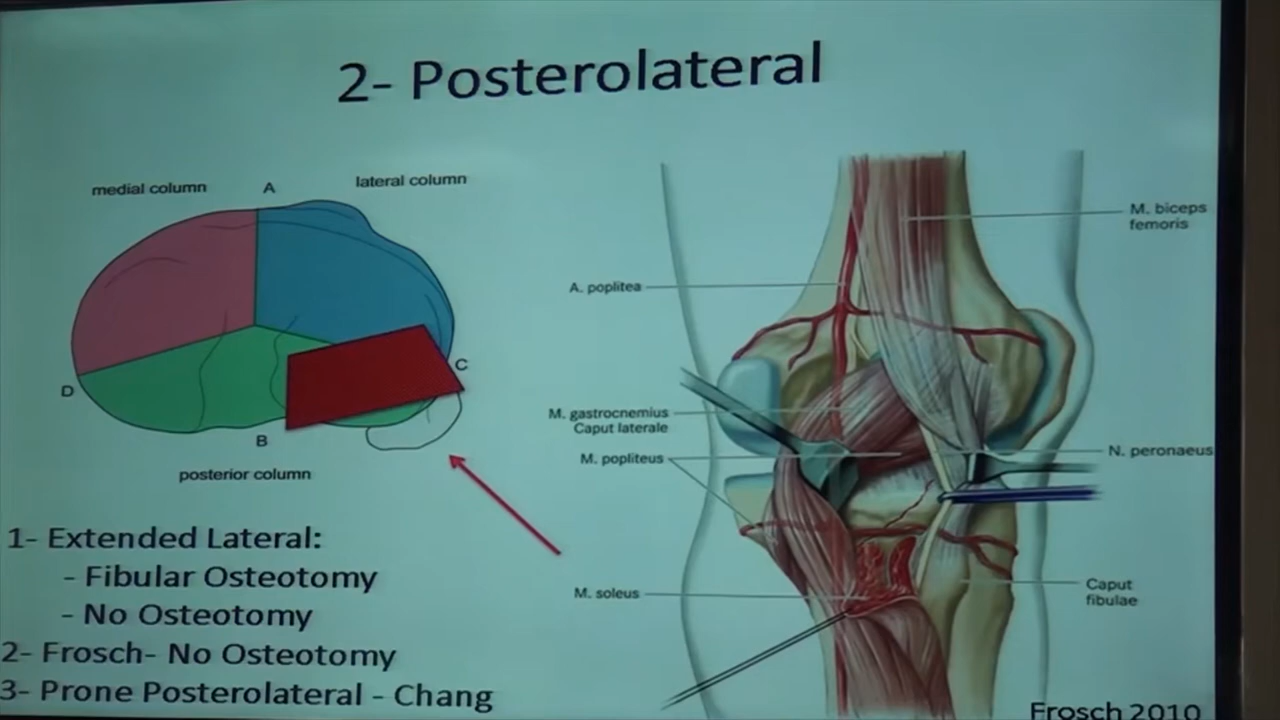 2- Posterolateral
medial column
A
lateral column
C
D
B
posterior column
1- Extended Lateral:
- Fibular Osteotomy
- No Osteotomy
2- Frosch- No Osteotomy
3- Prone Posterolateral - Chang
M. biceps
femoris
A. poplitea
M. gastrocnemius
Caput laterale
M. popliteus
N. peronaeus
M. soleus
Caput
fibulae
Frosch 2010